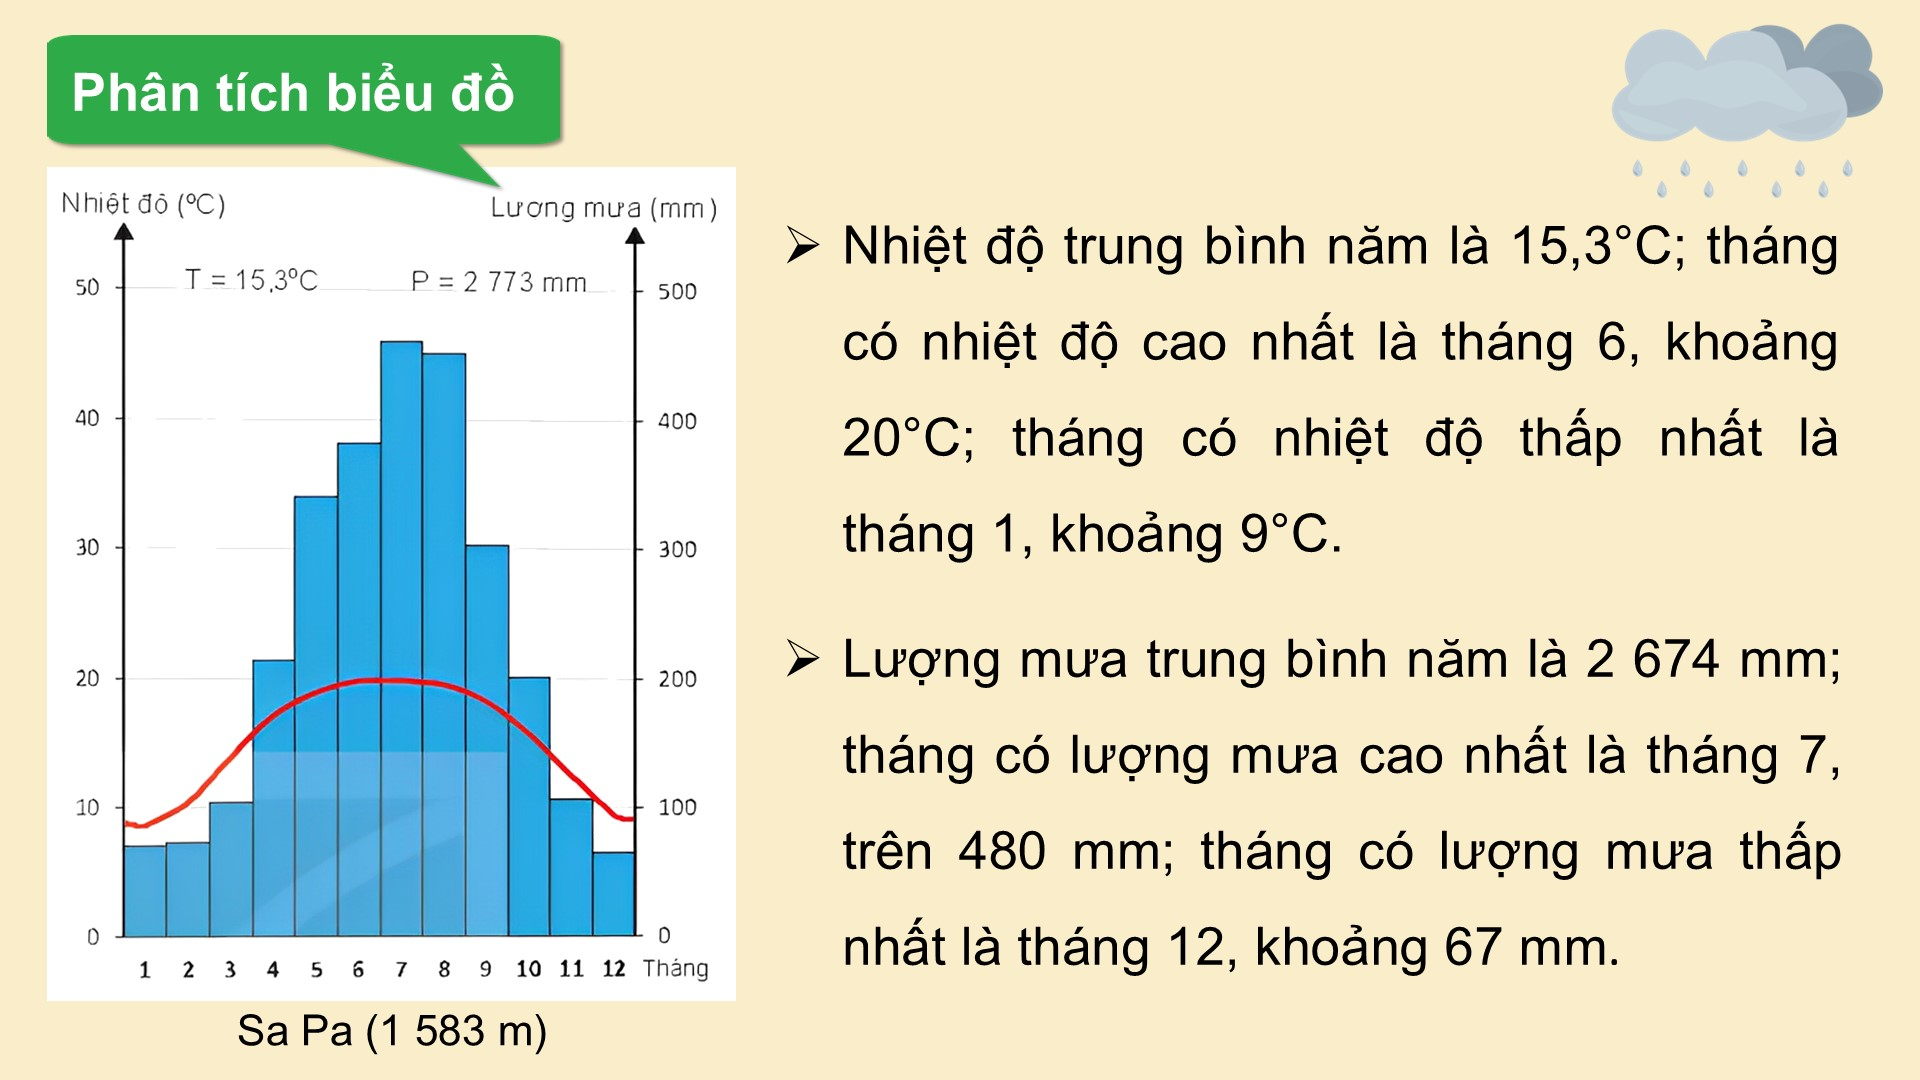 Phân tích biểu đồ
Nhiệt độ (ºC)
Lượng mưa (mm)
T = 15,3ºC
P = 2 773 mm
50
500
40
400
30
300
20
200
10
100
0
0
1 2 3 4 5 6 7 8 9 10 11 12 Tháng
Sa Pa (1 583 m)
➢ Nhiệt độ trung bình năm là 15,3°C; tháng
có nhiệt độ cao nhất là tháng 6, khoảng
20°C; tháng có nhiệt độ thấp nhất là
tháng 1, khoảng 9°C.
➢ Lượng mưa trung bình năm là 2 674 mm;
tháng có lượng mưa cao nhất là tháng 7,
trên 480 mm; tháng có lượng mưa thấp
nhất là tháng 12, khoảng 67 mm.